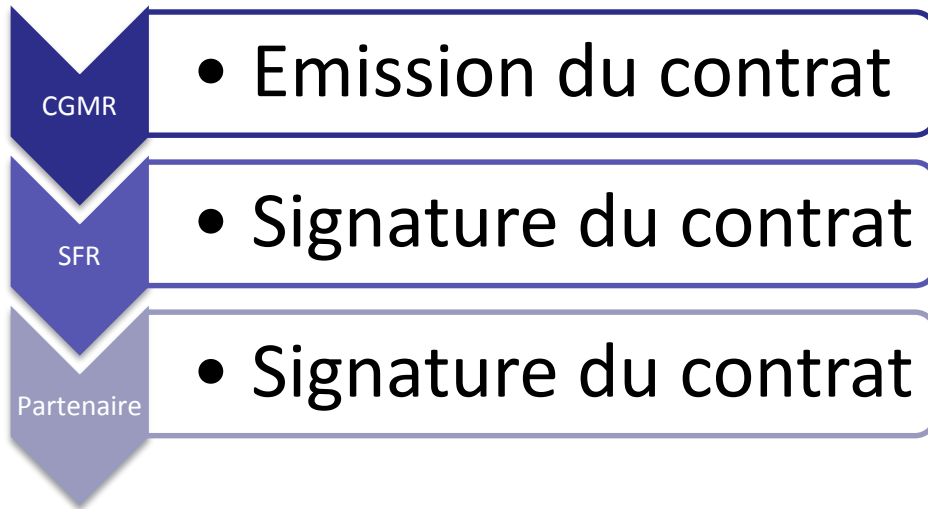 CGMR
• Emission du contrat
SFR
• Signature du contrat
Partenaire
• Signature du contrat